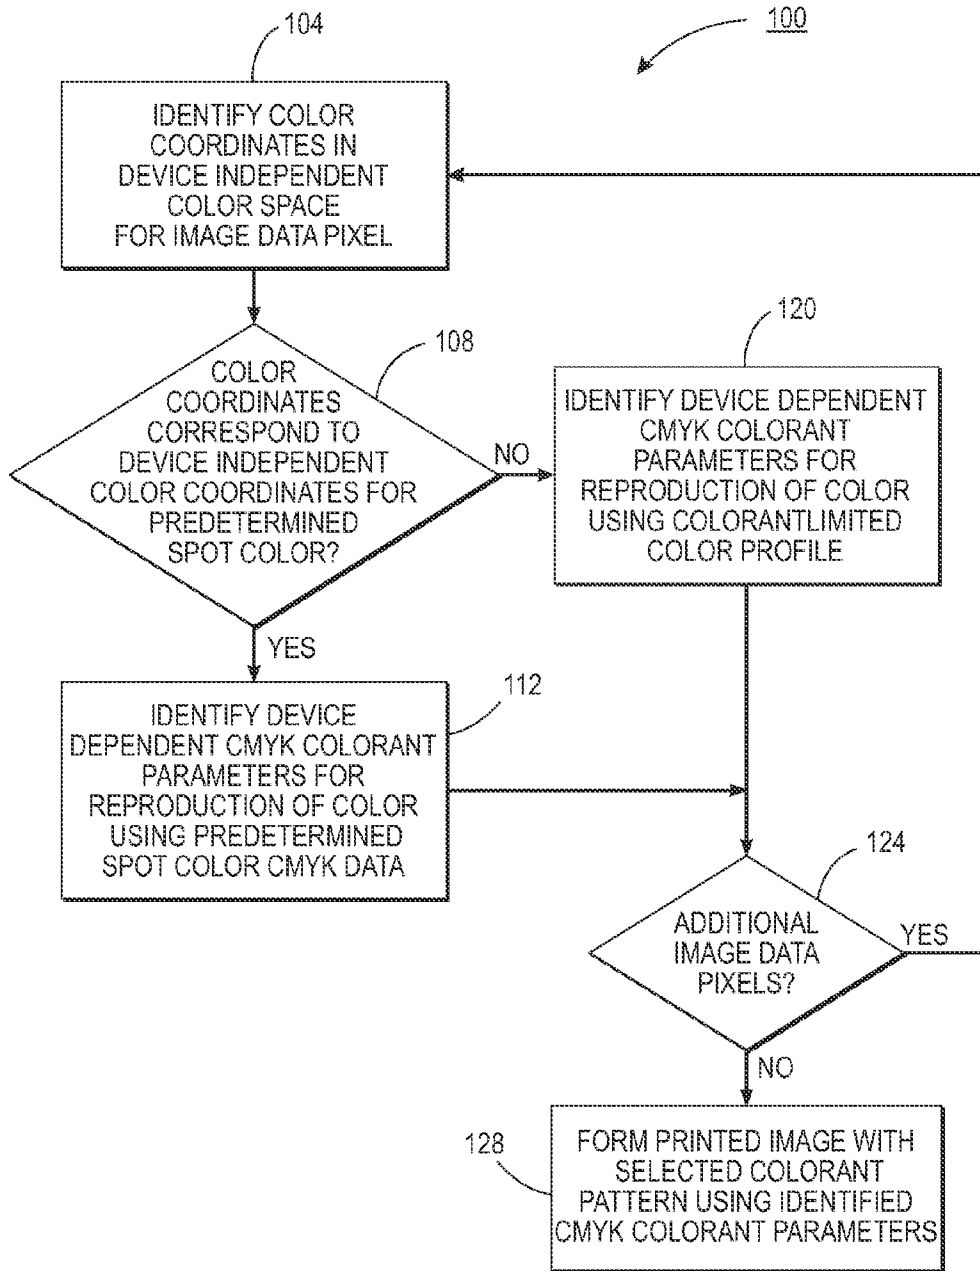 100
104
IDENTIFY COLOR
COORDINATES IN
DEVICE INDEPENDENT
COLOR SPACE
FOR IMAGE DATA PIXEL
108
COLOR
COORDINATES
CORRESPOND TO
DEVICE INDEPENDENT
COLOR COORDINATES FOR
PREDETERMINED
SPOT COLOR?
NO
YES
120
IDENTIFY DEVICE DEPENDENT
CMYK COLORANT
PARAMETERS FOR
REPRODUCTION OF COLOR
USING COLORANTLIMITED
COLOR PROFILE
112
IDENTIFY DEVICE
DEPENDENT CMYK COLORANT
PARAMETERS FOR
REPRODUCTION OF COLOR
USING PREDETERMINED
SPOT COLOR CMYK DATA
124
ADDITIONAL
IMAGE DATA
PIXELS?
YES
NO
128
FORM PRINTED IMAGE WITH
SELECTED COLORANT
PATTERN USING IDENTIFIED
CMYK COLORANT PARAMETERS